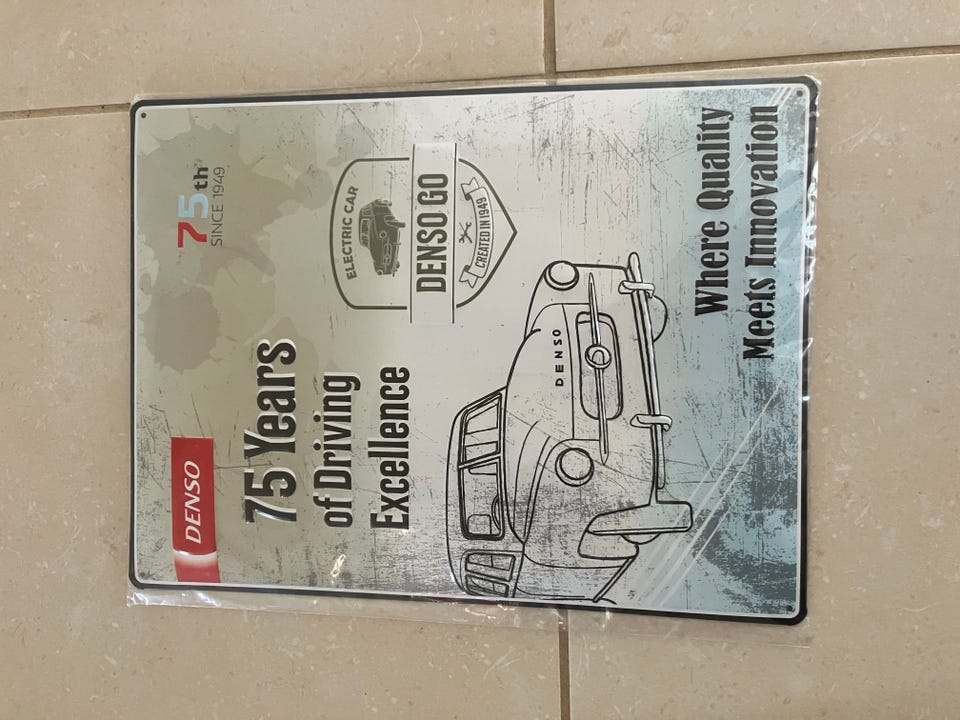 DENSO
75th
SINCE 1949
75 Years
of Driving
Excellence
ELECTRIC CAR
DENSO GO
CREATED IN 1949
DENSO
Where Quality
Meets Innovation